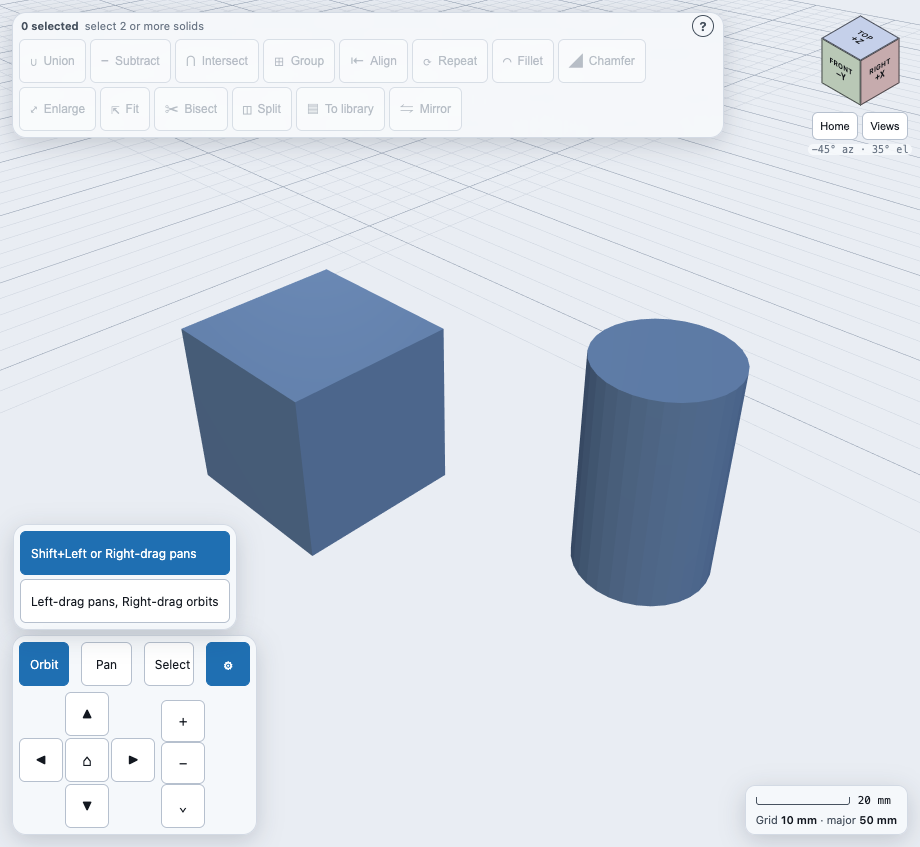 0 selected select 2 or more solids
?
∪ Union
− Subtract
∩ Intersect
⊞ Group
Align
Repeat
Fillet
Chamfer
Enlarge
Fit
Bisect
Split
To library
Mirror
TOP
+Z
FRONT
−Y
RIGHT
+X
Home
Views
−45° az · 35° el
Shift+Left or Right-drag pans
Left-drag pans, Right-drag orbits
Orbit
Pan
Select
+
−
20 mm
Grid 10 mm · major 50 mm